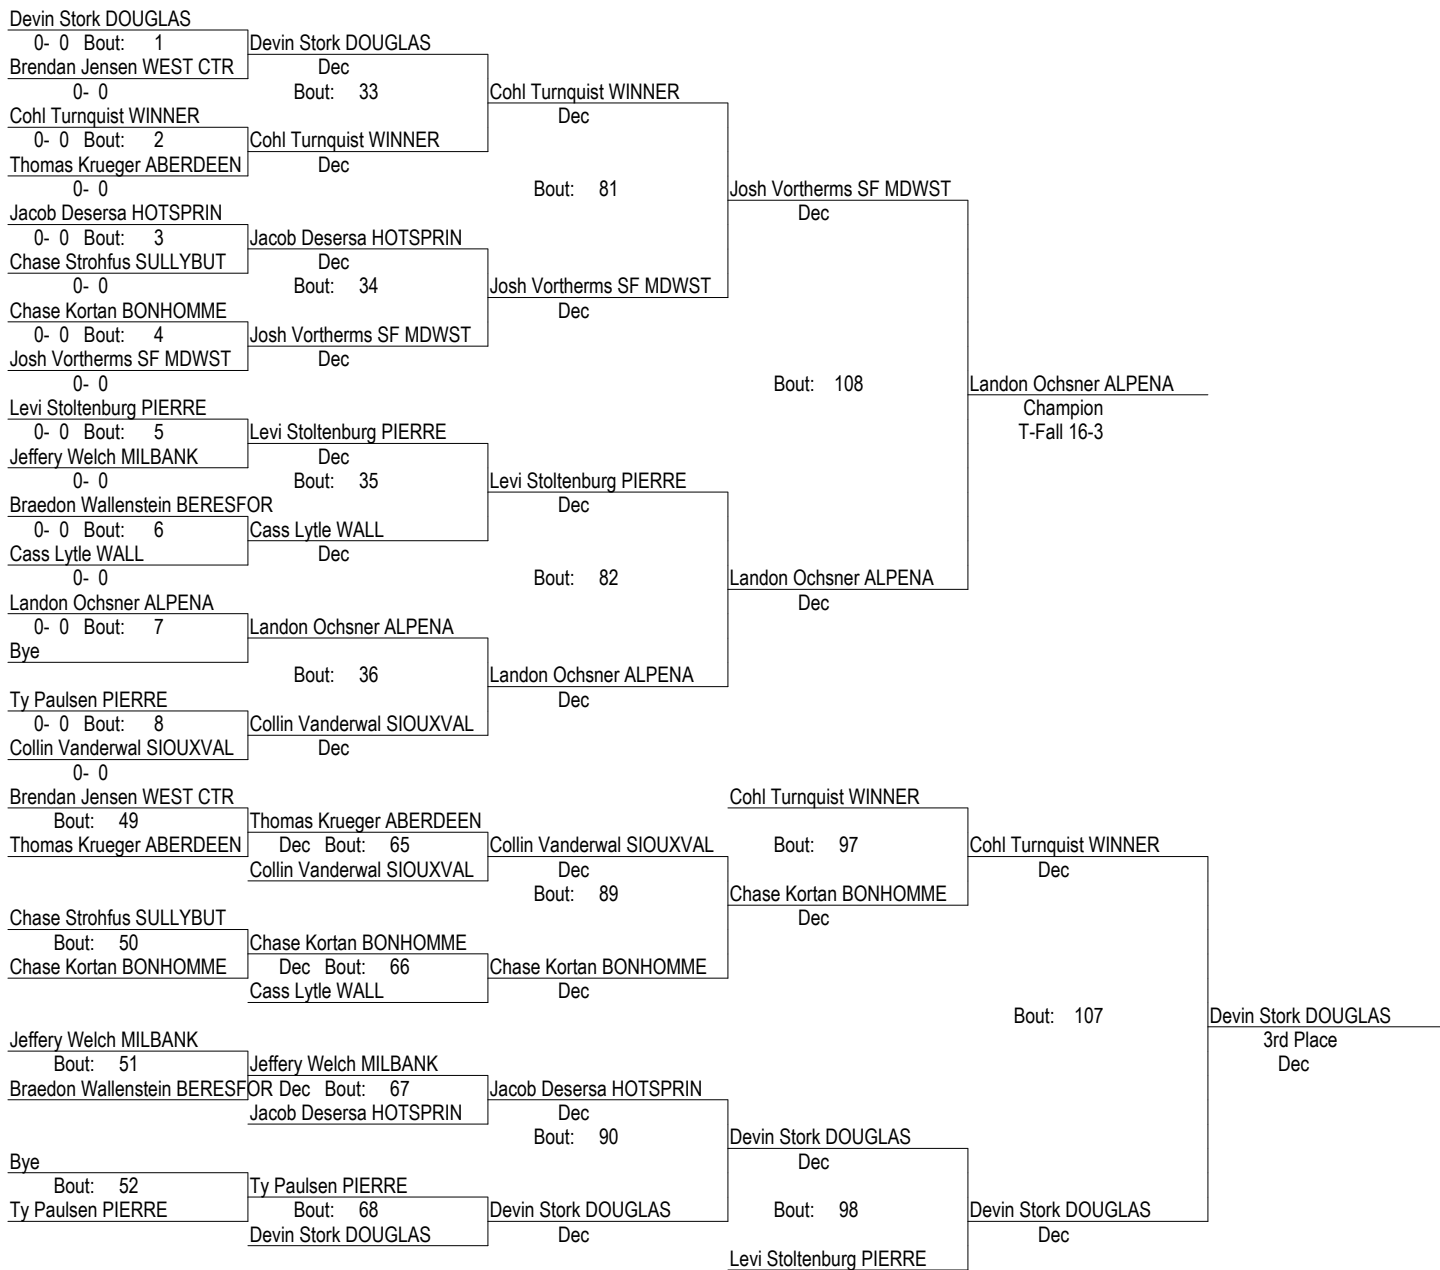 Devin Stork DOUGLAS
0- 0 Bout: 1 Devin Stork DOUGLAS
Brendan Jensen WEST CTR Dec
0- 0 Bout: 33 Cohl Turnquist WINNER
Cohl Turnquist WINNER Dec
0- 0 Bout: 2 Cohl Turnquist WINNER
Thomas Krueger ABERDEEN Dec
0- 0 Bout: 81 Josh Vortherms SF MDWST
Jacob Desersa HOTSPRIN Dec
0- 0 Bout: 3 Jacob Desersa HOTSPRIN
Chase Strohfus SULLYBUT Dec
0- 0 Bout: 34 Josh Vortherms SF MDWST
Chase Kortan BONHOMME Dec
0- 0 Bout: 4 Josh Vortherms SF MDWST
Josh Vortherms SF MDWST Dec
0- 0 Bout: 108 Landon Ochsner ALPENA
Levi Stoltenburg PIERRE Champion
0- 0 Bout: 5 Levi Stoltenburg PIERRE T-Fall 16-3
Jeffery Welch MILBANK Dec
0- 0 Bout: 35 Levi Stoltenburg PIERRE
Braedon Wallenstein BERESFOR Dec
0- 0 Bout: 6 Cass Lytle WALL
Cass Lytle WALL Dec
0- 0 Bout: 82 Landon Ochsner ALPENA
Landon Ochsner ALPENA Dec
0- 0 Bout: 7 Landon Ochsner ALPENA
Bye
Bout: 36 Landon Ochsner ALPENA
Ty Paulsen PIERRE Dec
0- 0 Bout: 8 Collin Vanderwal SIOUXVAL
Collin Vanderwal SIOUXVAL Dec
0- 0
Brendan Jensen WEST CTR Cohl Turnquist WINNER
Bout: 49 Thomas Krueger ABERDEEN
Thomas Krueger ABERDEEN Dec Bout: 65 Collin Vanderwal SIOUXVAL Bout: 97 Cohl Turnquist WINNER
Collin Vanderwal SIOUXVAL Dec Dec
Bout: 89 Chase Kortan BONHOMME
Chase Strohfus SULLYBUT Dec
Bout: 50 Chase Kortan BONHOMME
Chase Kortan BONHOMME Dec Bout: 66 Chase Kortan BONHOMME
Cass Lytle WALL Dec
Bout: 107 Devin Stork DOUGLAS
Jeffery Welch MILBANK 3rd Place
Bout: 51 Jeffery Welch MILBANK Dec
Braedon Wallenstein BERESFOR Dec Bout: 67 Jacob Desersa HOTSPRIN
Jacob Desersa HOTSPRIN Dec
Bout: 90 Devin Stork DOUGLAS
Bye Dec
Bout: 52 Ty Paulsen PIERRE
Ty Paulsen PIERRE Bout: 68 Devin Stork DOUGLAS Bout: 98 Devin Stork DOUGLAS
Devin Stork DOUGLAS Dec Dec
Levi Stoltenburg PIERRE